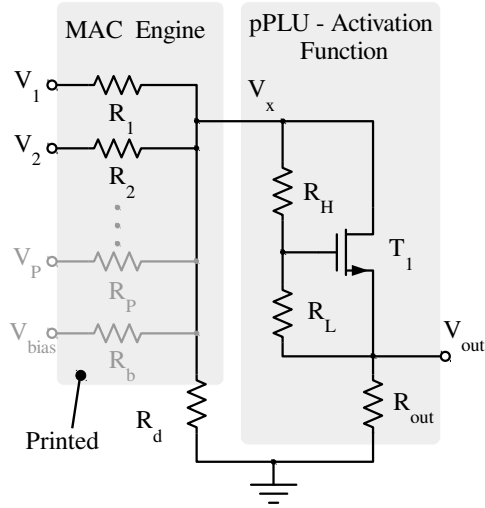 MAC Engine
pPLU - Activation
Function
V1
R1
V2
R2
VP
RP
Vbias
Rb
Rd
Printed
Vx
RH
T1
RL
Vout
Rout